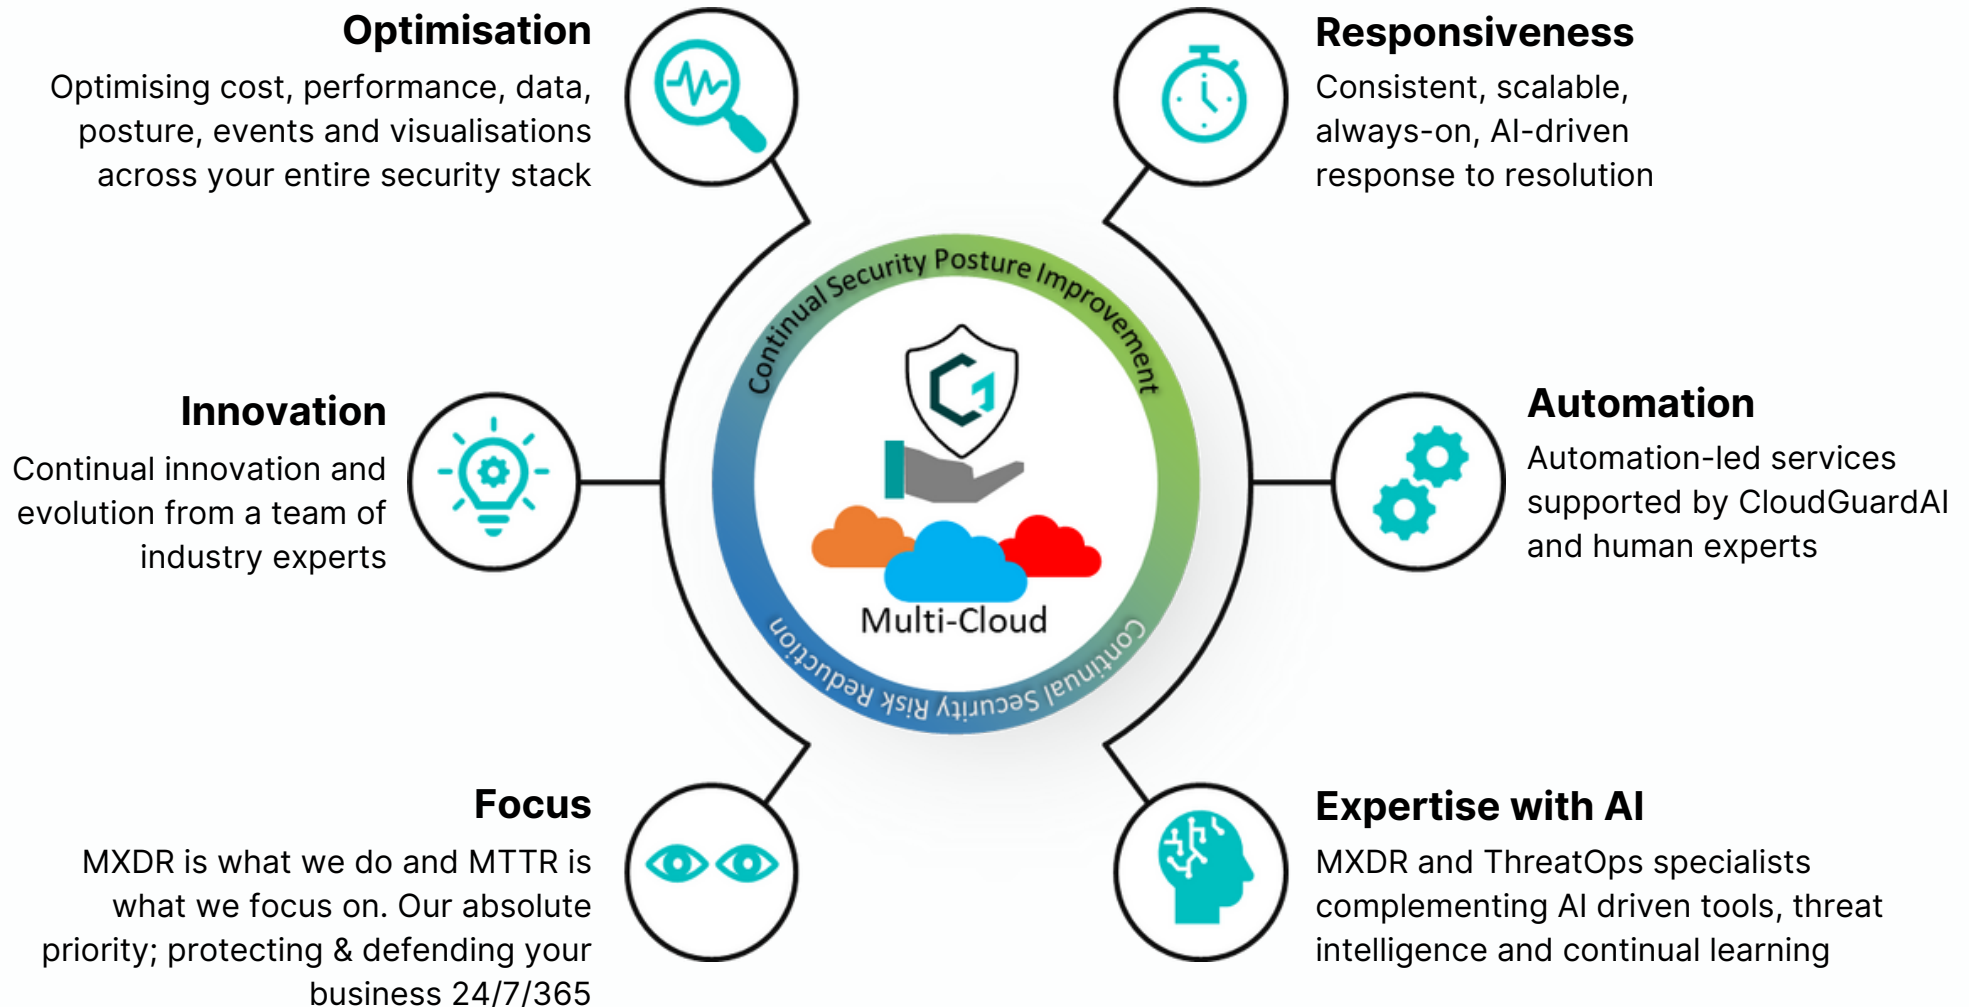 Optimisation
Optimising cost, performance, data,
posture, events and visualisations
across your entire security stack
Responsiveness
Consistent, scalable,
always-on, AI-driven
response to resolution
Innovation
Continual innovation and
evolution from a team of
industry experts
Continual Security Posture Improvement
Multi-Cloud
Continual Security Risk Reduction
Automation
Automation-led services
supported by CloudGuardAI
and human experts
Focus
MXDR is what we do and MTTR is
what we focus on. Our absolute
priority; protecting & defending your
business 24/7/365
Expertise with AI
MXDR and ThreatOps specialists
complementing AI driven tools, threat
intelligence and continual learning